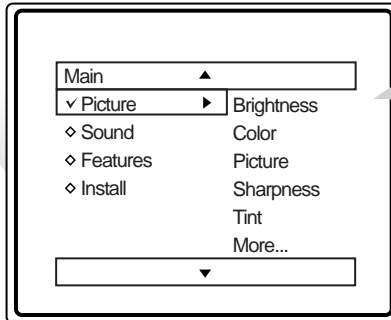 Main
Picture Brightness
Sound Color
Features Picture
Install Sharpness
Tint
More...